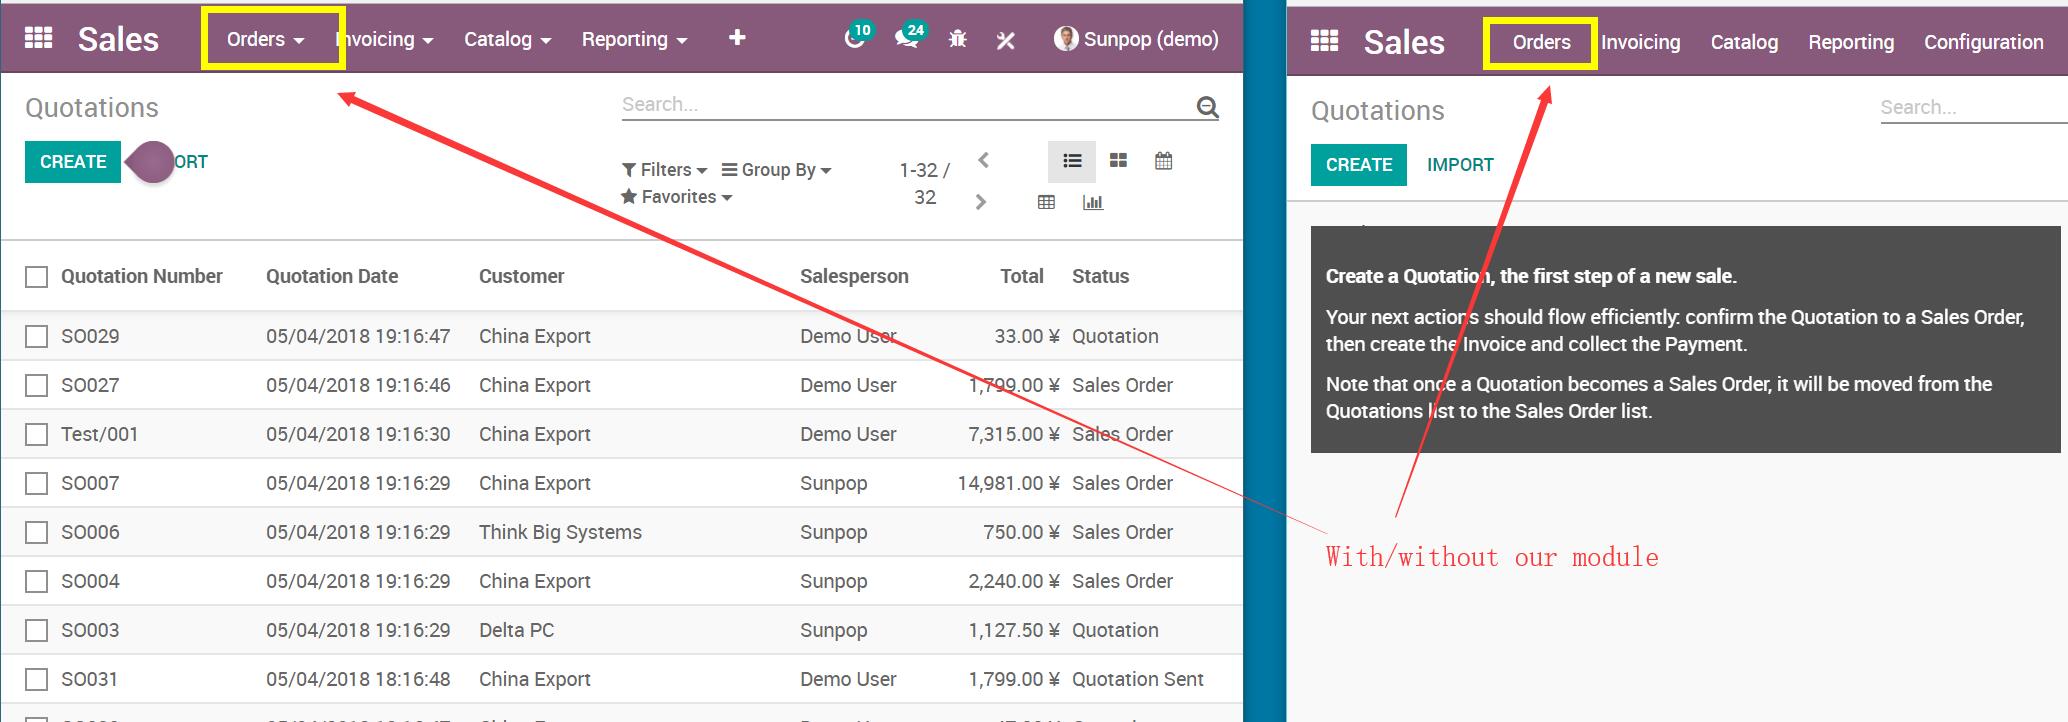 Sales
Orders
Invoicing
Catalog
Reporting
10
24
Sunpop (demo)
Quotations
Search...
CREATE
ORT
Filters
Group By
Favorites
1-32 /
32
Quotation Number Quotation Date Customer Salesperson Total Status
SO029 05/04/2018 19:16:47 China Export Demo User 33.00 ¥ Quotation
SO027 05/04/2018 19:16:46 China Export Demo User 1,799.00 ¥ Sales Order
Test/001 05/04/2018 19:16:30 China Export Demo User 7,315.00 ¥ Sales Order
SO007 05/04/2018 19:16:29 China Export Sunpop 14,981.00 ¥ Sales Order
SO006 05/04/2018 19:16:29 Think Big Systems Sunpop 750.00 ¥ Sales Order
SO004 05/04/2018 19:16:29 China Export Sunpop 2,240.00 ¥ Sales Order
SO003 05/04/2018 19:16:29 Delta PC Sunpop 1,127.50 ¥ Quotation
SO031 05/04/2018 18:16:48 China Export Demo User 1,799.00 ¥ Quotation Sent
Sales
Orders
Invoicing
Catalog
Reporting
Configuration
Quotations
Search...
CREATE
IMPORT
Create a Quotation, the first step of a new sale.
Your next actions should flow efficiently: confirm the Quotation to a Sales Order,
then create the Invoice and collect the Payment.
Note that once a Quotation becomes a Sales Order, it will be moved from the
Quotations list to the Sales Order list.
With/without our module